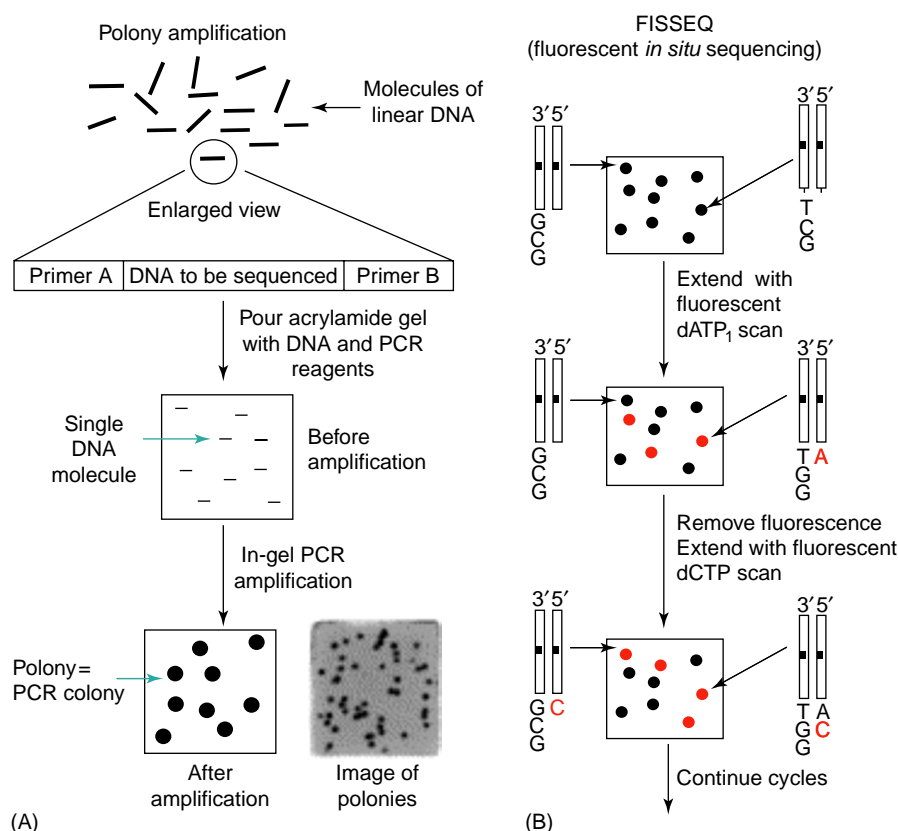 Polony amplification
Molecules of
linear DNA
Enlarged view
Primer A
DNA to be sequenced
Primer B
Pour acrylamide gel
with DNA and PCR
reagents
Single
DNA
molecule
Before
amplification
In-gel PCR
amplification
Polony=
PCR colony
After
amplification
Image of
polonies
(A)
FISSEQ
(fluorescent in situ sequencing)
3′ 5′
G
C
G
3′ 5′
T
C
G
Extend with
fluorescent
dATP₁ scan
3′ 5′
G
C
G
3′ 5′
T A
G
G
Remove fluorescence
Extend with fluorescent
dCTP scan
3′ 5′
G C
C
G
3′ 5′
T A
G C
G
Continue cycles
(B)